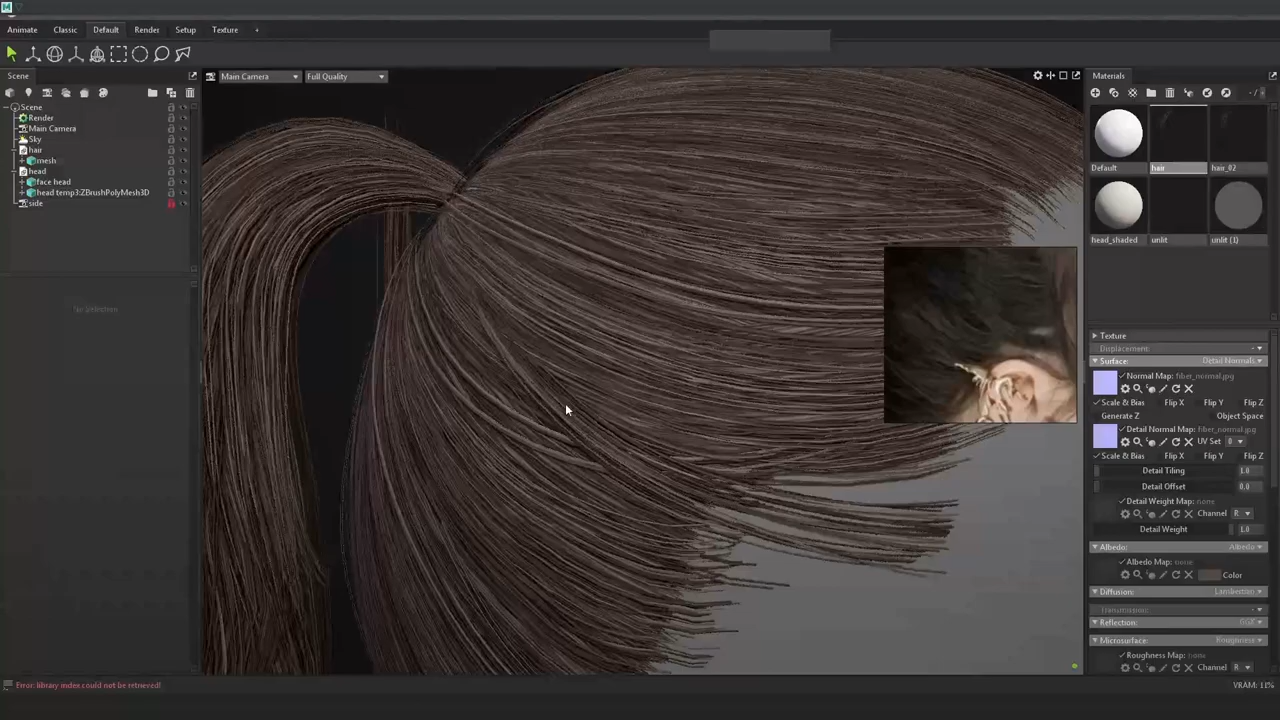 Animate Classic Default Render Setup Texture +
Scene
Main Camera
Full Quality
Materials
Scene
Render
Main Camera
Sky
hair
mesh
head
face head
head temp3:ZBrushPolyMesh3D
side
No Selection
Default
hair
hair_02
head_shaded
unlit
unlit (1)
Texture
Displacement:
Surface: Detail Normals
Normal Map: fiber_normal.jpg
Scale & Bias Flip X Flip Y Flip Z
Generate Z Object Space
Detail Normal Map: fiber_normal.jpg
UV Set 0
Scale & Bias Flip X Flip Y Flip Z
Detail Tiling 1.0
Detail Offset 0.0
Detail Weight Map: none
Channel R
Detail Weight 1.0
Albedo: Albedo
Albedo Map: none
Color
Diffusion: Lambertian
Transmission:
Reflection: GGX
Microsurface: Roughness
Roughness Map: none
Channel R
Error: library index could not be retrieved!
VRAM: 11%